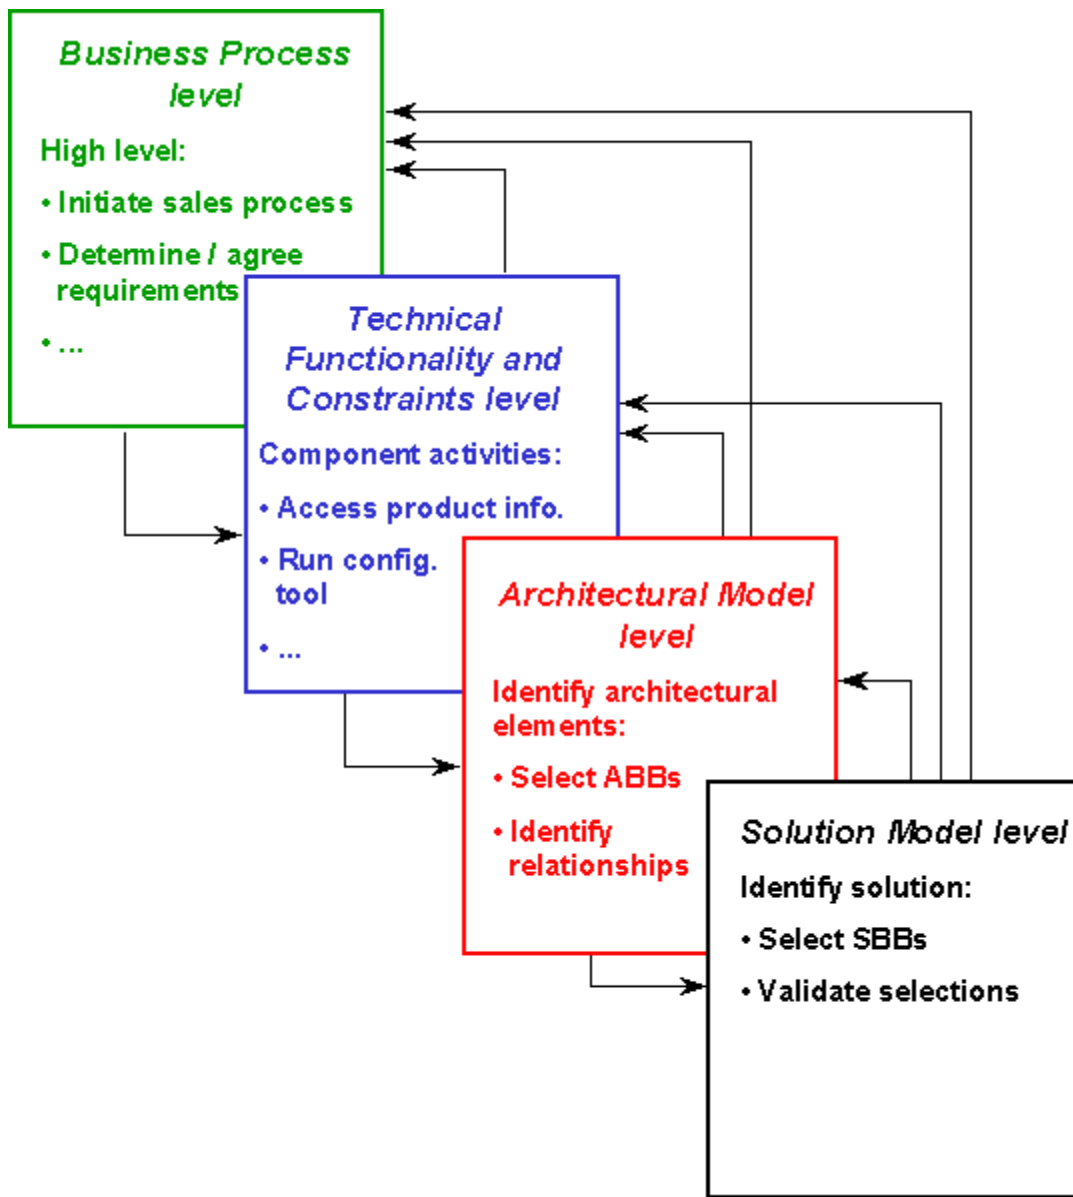 Business Process
level
High level:
• Initiate sales process
• Determine / agree
requirements
• ...
Technical
Functionality and
Constraints level
Component activities:
• Access product info.
• Run config.
tool
• ...
Architectural Model
level
Identify architectural
elements:
• Select ABBs
• Identify
relationships
Solution Model level
Identify solution:
• Select SBBs
• Validate selections